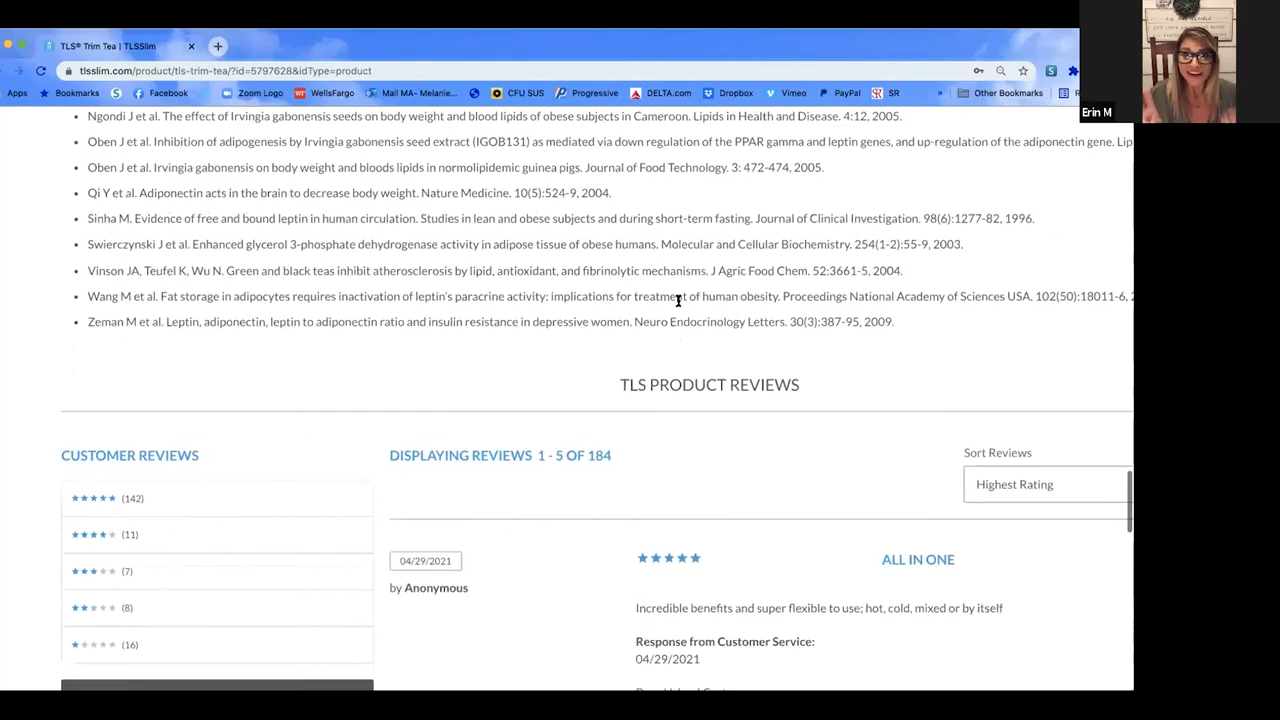 TLS® Trim Tea | TLSSlim
tlsslim.com/product/tls-trim-tea/?id=5797628&idType=product
Apps Bookmarks Facebook Zoom Logo WellsFargo Mail MA- Melanie... CFU SUS Progressive DELTA.com Dropbox Vimeo PayPal SR » Other Bookmarks
Erin M
Ngondi J et al. The effect of Irvingia gabonensis seeds on body weight and blood lipids of obese subjects in Cameroon. Lipids in Health and Disease. 4:12, 2005.
Oben J et al. Inhibition of adipogenesis by Irvingia gabonensis seed extract (IGOB131) as mediated via down regulation of the PPAR gamma and leptin genes, and up-regulation of the adiponectin gene. Lip
Oben J et al. Irvingia gabonensis on body weight and bloods lipids in normolipidemic guinea pigs. Journal of Food Technology. 3: 472-474, 2005.
Qi Y et al. Adiponectin acts in the brain to decrease body weight. Nature Medicine. 10(5):524-9, 2004.
Sinha M. Evidence of free and bound leptin in human circulation. Studies in lean and obese subjects and during short-term fasting. Journal of Clinical Investigation. 98(6):1277-82, 1996.
Swierczynski J et al. Enhanced glycerol 3-phosphate dehydrogenase activity in adipose tissue of obese humans. Molecular and Cellular Biochemistry. 254(1-2):55-9, 2003.
Vinson JA, Teufel K, Wu N. Green and black teas inhibit atherosclerosis by lipid, antioxidant, and fibrinolytic mechanisms. J Agric Food Chem. 52:3661-5, 2004.
Wang M et al. Fat storage in adipocytes requires inactivation of leptin's paracrine activity: implications for treatment of human obesity. Proceedings National Academy of Sciences USA. 102(50):18011-6, 2
Zeman M et al. Leptin, adiponectin, leptin to adiponectin ratio and insulin resistance in depressive women. Neuro Endocrinology Letters. 30(3):387-95, 2009.
TLS PRODUCT REVIEWS
CUSTOMER REVIEWS
(142)
(11)
(7)
(8)
(16)
DISPLAYING REVIEWS 1 - 5 OF 184
Sort Reviews
Highest Rating
04/29/2021
by Anonymous
ALL IN ONE
Incredible benefits and super flexible to use; hot, cold, mixed or by itself
Response from Customer Service:
04/29/2021